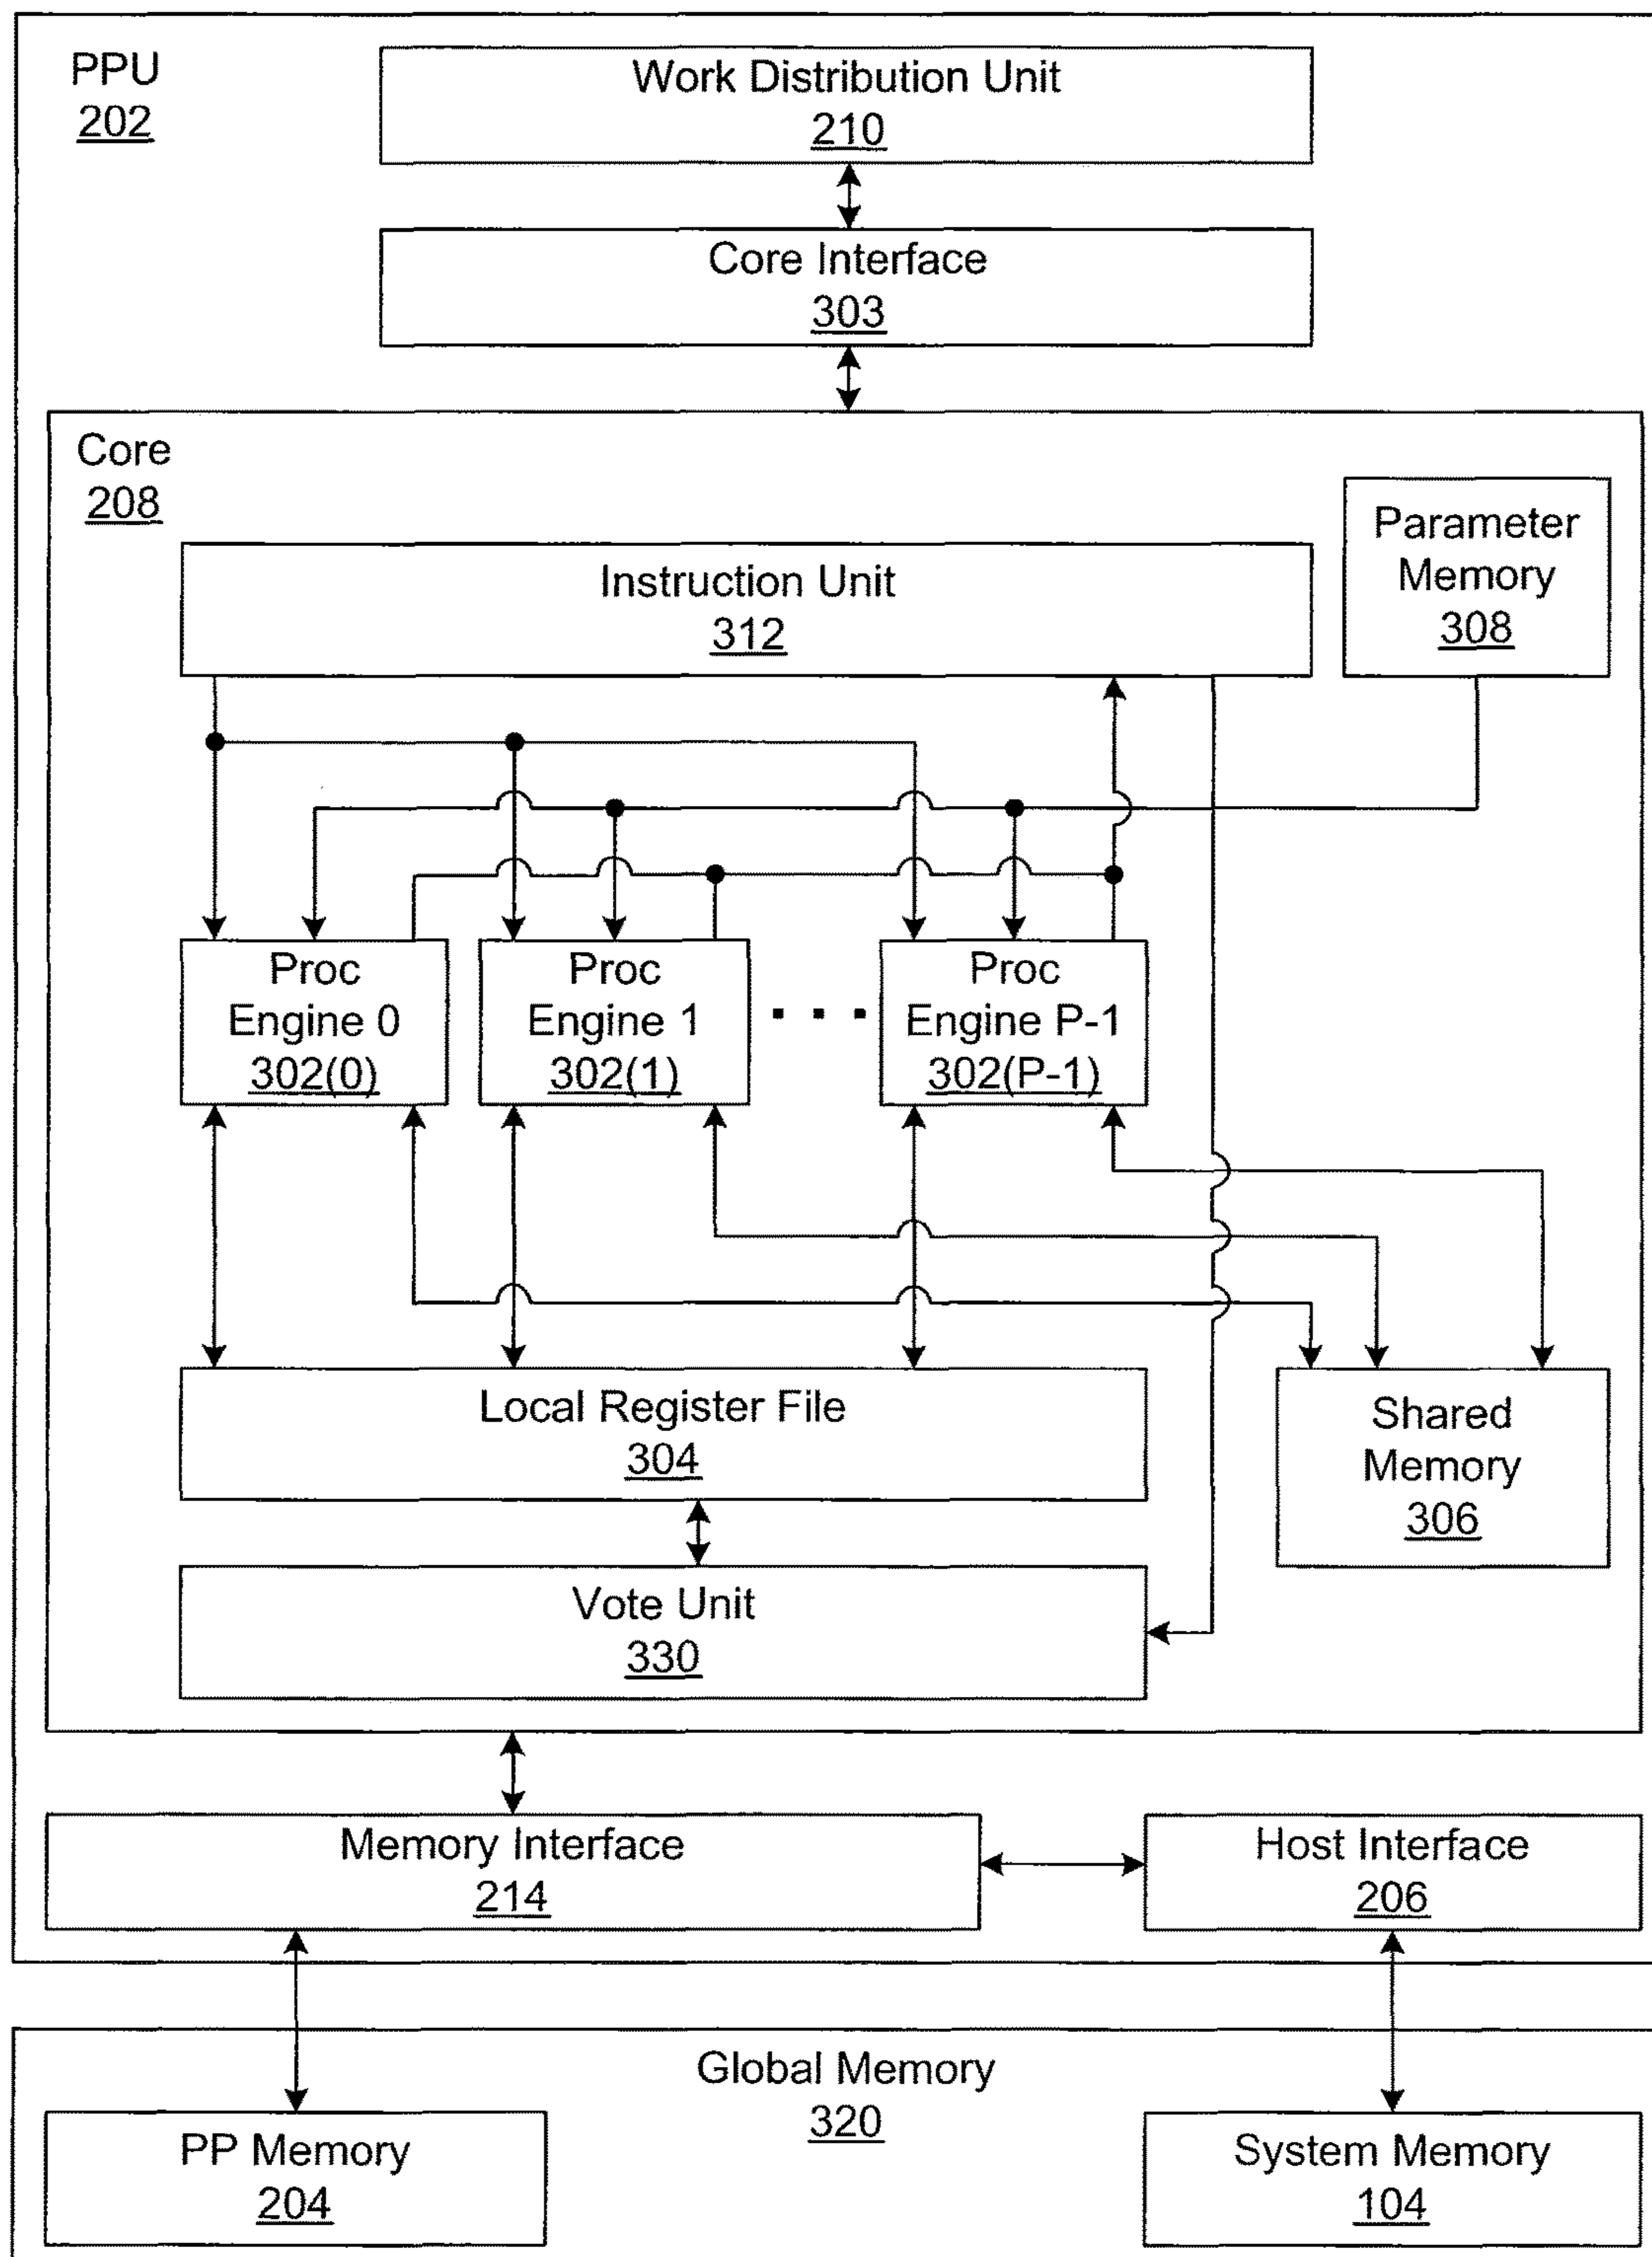 PPU
202
Work Distribution Unit
210
Core Interface
303
Core
208
Instruction Unit
312
Parameter
Memory
308
Proc
Engine 0
302(0)
Proc
Engine 1
302(1)
. . .
Proc
Engine P-1
302(P-1)
Local Register File
304
Shared
Memory
306
Vote Unit
330
Memory Interface
214
Host Interface
206
Global Memory
320
PP Memory
204
System Memory
104